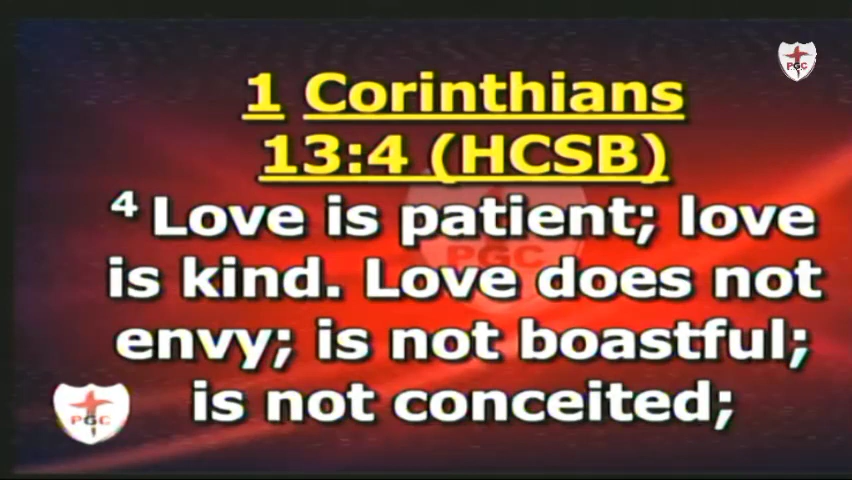 PGC
1 Corinthians
13:4 (HCSB)
4 Love is patient; love
is kind. Love does not
envy; is not boastful;
is not conceited;
PGC
PGC